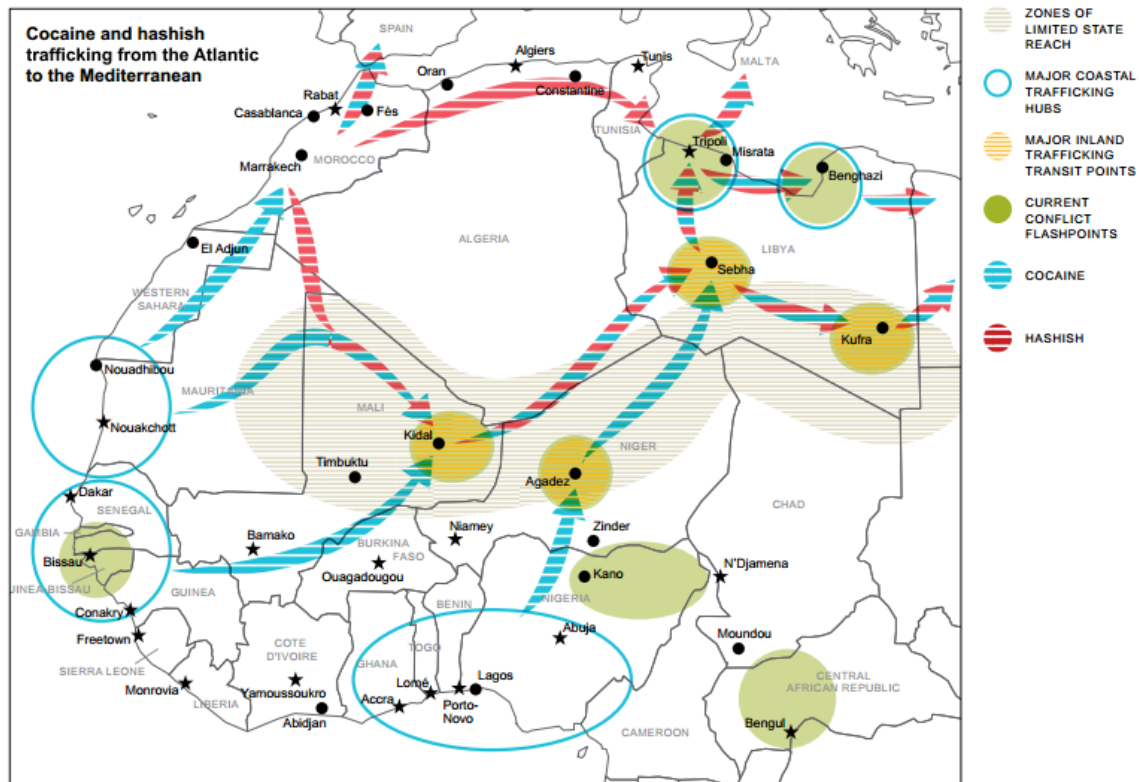 Cocaine and hashish
trafficking from the Atlantic
to the Mediterranean
SPAIN
Algiers
Tunis
MALTA
Oran
Constantine
Rabat
Casablanca
Fès
TUNISIA
Tripoli
Misrata
Marrakech
MOROCCO
Benghazi
ALGERIA
El Adjun
LIBYA
Sebha
WESTERN
SAHARA
Kufra
Nouadhibou
MAURITANIA
MALI
Nouakchott
Kidal
NIGER
Timbuktu
Agadez
Dakar
SENEGAL
CHAD
GAMBIA
Bamako
Niamey
Zinder
BURKINA
FASO
Bissau
Ouagadougou
Kano
N'Djamena
UINEA-BISSAU
GUINEA
BENIN
NIGERIA
Conakry
Freetown
Abuja
COTE
D'IVOIRE
TOGO
GHANA
Moundou
SIERRA LEONE
Lomé
Lagos
CENTRAL
AFRICAN REPUBLIC
Monrovia
Yamoussoukro
LIBERIA
Accra
Porto-
Novo
Abidjan
Bengul
CAMEROON
ZONES OF
LIMITED STATE
REACH
MAJOR COASTAL
TRAFFICKING
HUBS
MAJOR INLAND
TRAFFICKING
TRANSIT POINTS
CURRENT
CONFLICT
FLASHPOINTS
COCAINE
HASHISH